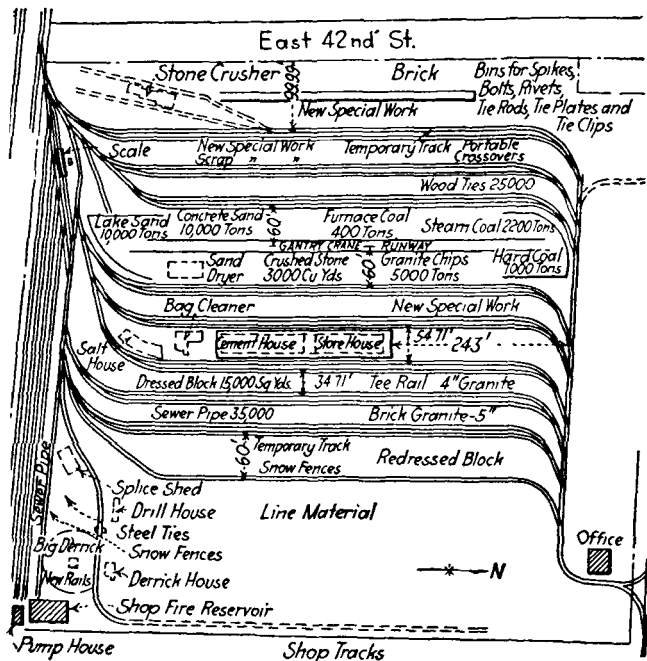 East 42nd St.
Stone Crusher
Brick
Bins for Spikes,
Bolts, Rivets,
Tie Rods, Tie Plates and
Tie Clips
New Special Work
Scale
New Special Work
Scrap " "
Temporary Track
Portable
Crossovers
Wood Ties 25000
Lake Sand
10,000 Tons
Concrete Sand
10,000 Tons
60'
Furnace Coal
400 Tons
Steam Coal 2200 Tons
GANTRY CRANE
RUNWAY
Sand
Dryer
Crushed Stone
3000 Cu Yds
60'
Granite Chips
5000 Tons
Hard Coal
1000 Tons
Bag Cleaner
New Special Work
Salt
House
Cement House
Store House
54 71'
243'
Dressed Block 15,000 Sq Yds
34 71'
Tee Rail
4" Granite
Sewer Pipe 35,000
Brick Granite-5"
60'
Temporary Track
Snow Fences
Redressed Block
Sewer Pipe
Splice Shed
Drill House
Line Material
Steel Ties
Big Derrick
Snow Fences
Office
New Rails
Derrick House
N
Shop Fire Reservoir
Pump House
Shop Tracks